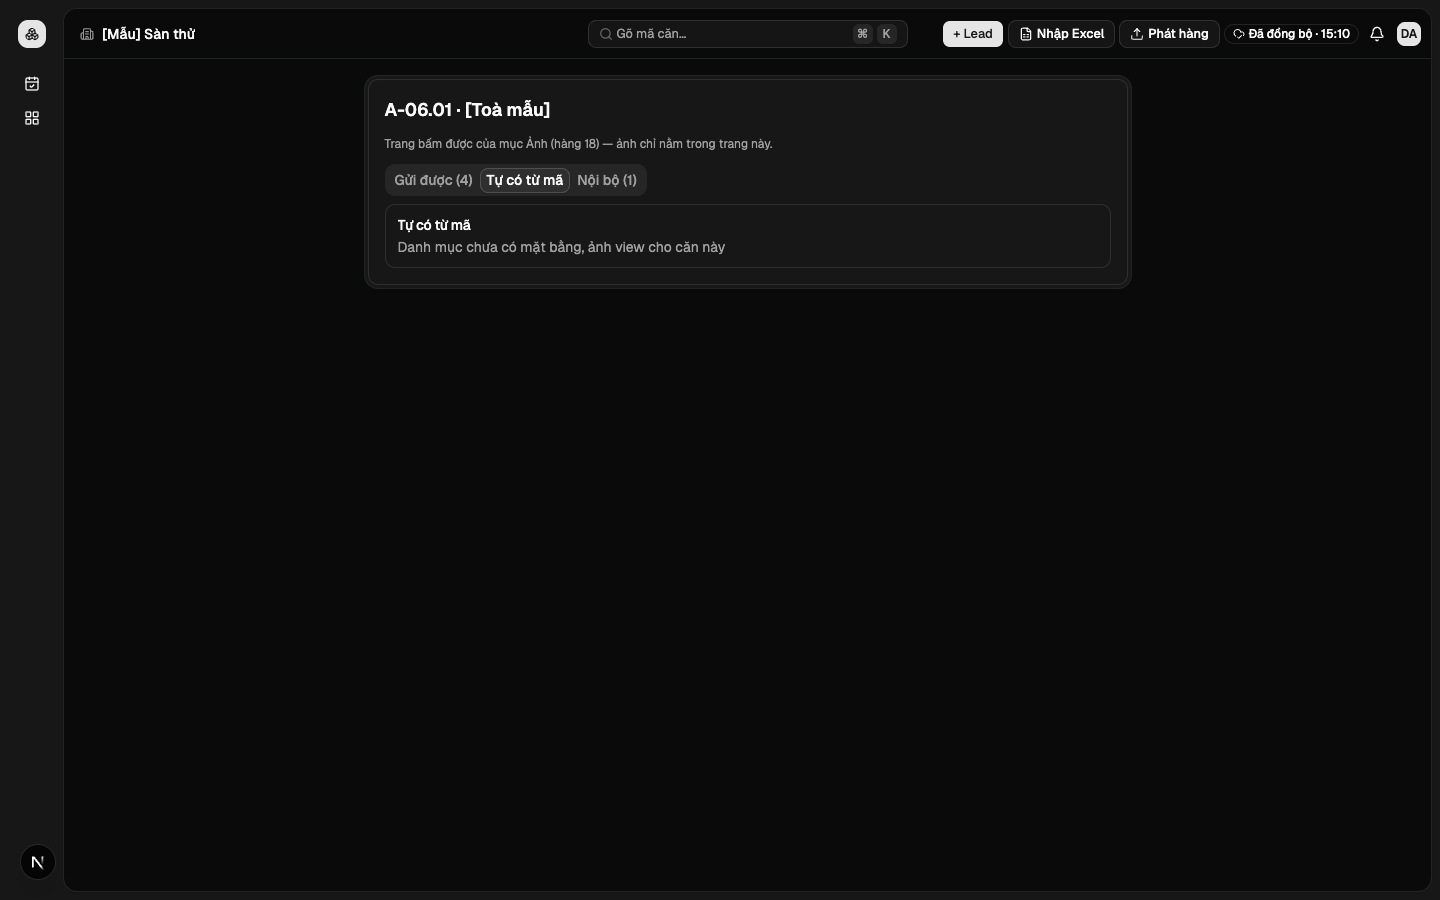 [Mẫu] Sàn thử
Gõ mã căn...
⌘ K
+ Lead
Nhập Excel
Phát hàng
Đã đồng bộ · 15:10
DA
A-06.01 · [Toà mẫu]
Trang bấm được của mục Ảnh (hàng 18) — ảnh chỉ nằm trong trang này.
Gửi được (4) Tự có từ mã Nội bộ (1)
Tự có từ mã
Danh mục chưa có mặt bằng, ảnh view cho căn này
N